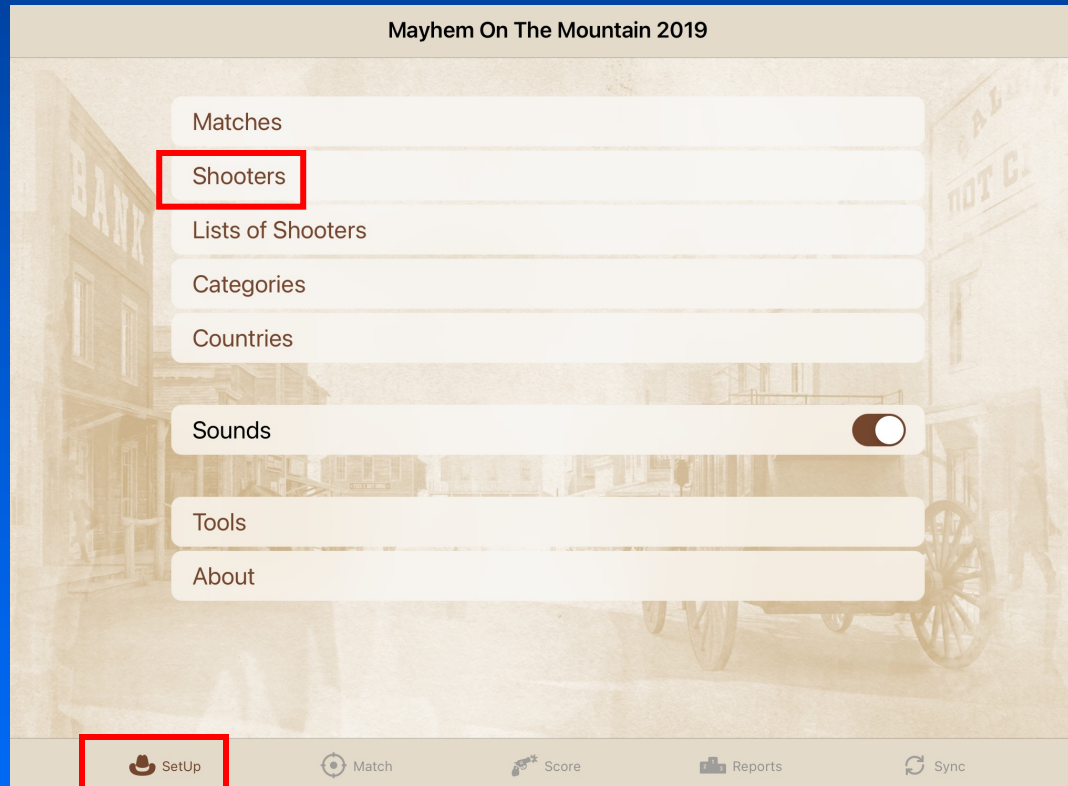 Mayhem On The Mountain 2019
Matches
Shooters
Lists of Shooters
Categories
Countries
Sounds
Tools
About
BANK
SetUp Match Score Reports Sync